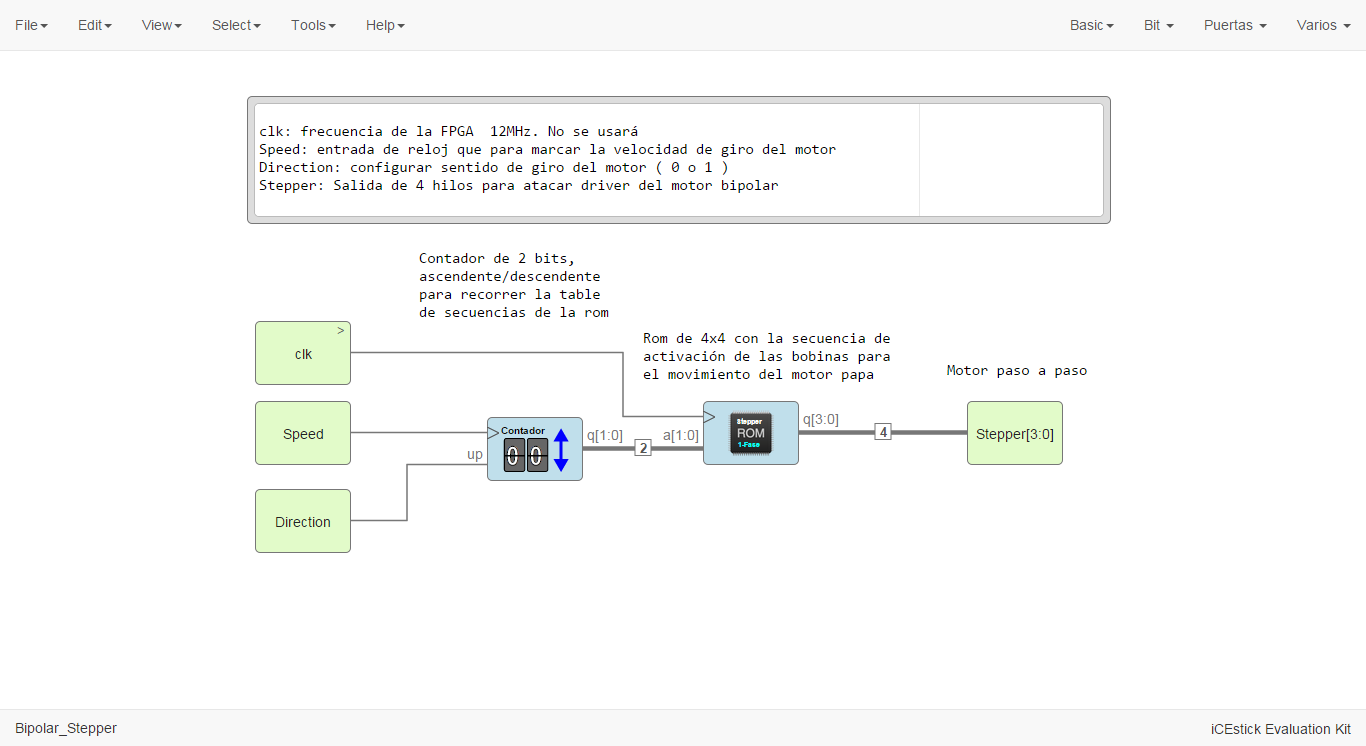 File Edit View Select Tools Help Basic Bit Puertas Varios
clk: frecuencia de la FPGA  12MHz. No se usará
Speed: entrada de reloj que para marcar la velocidad de giro del motor
Direction: configurar sentido de giro del motor ( 0 o 1 )
Stepper: Salida de 4 hilos para atacar driver del motor bipolar
Contador de 2 bits,
ascendente/descendente
para recorrer la table
de secuencias de la rom
Rom de 4x4 con la secuencia de
activación de las bobinas para
el movimiento del motor papa
Motor paso a paso
>
clk
Speed
Direction
up
Contador
0 0
q[1:0]
2
a[1:0]
Stepper
ROM
1-Fase
q[3:0]
4
Stepper[3:0]
Bipolar_Stepper
iCEstick Evaluation Kit